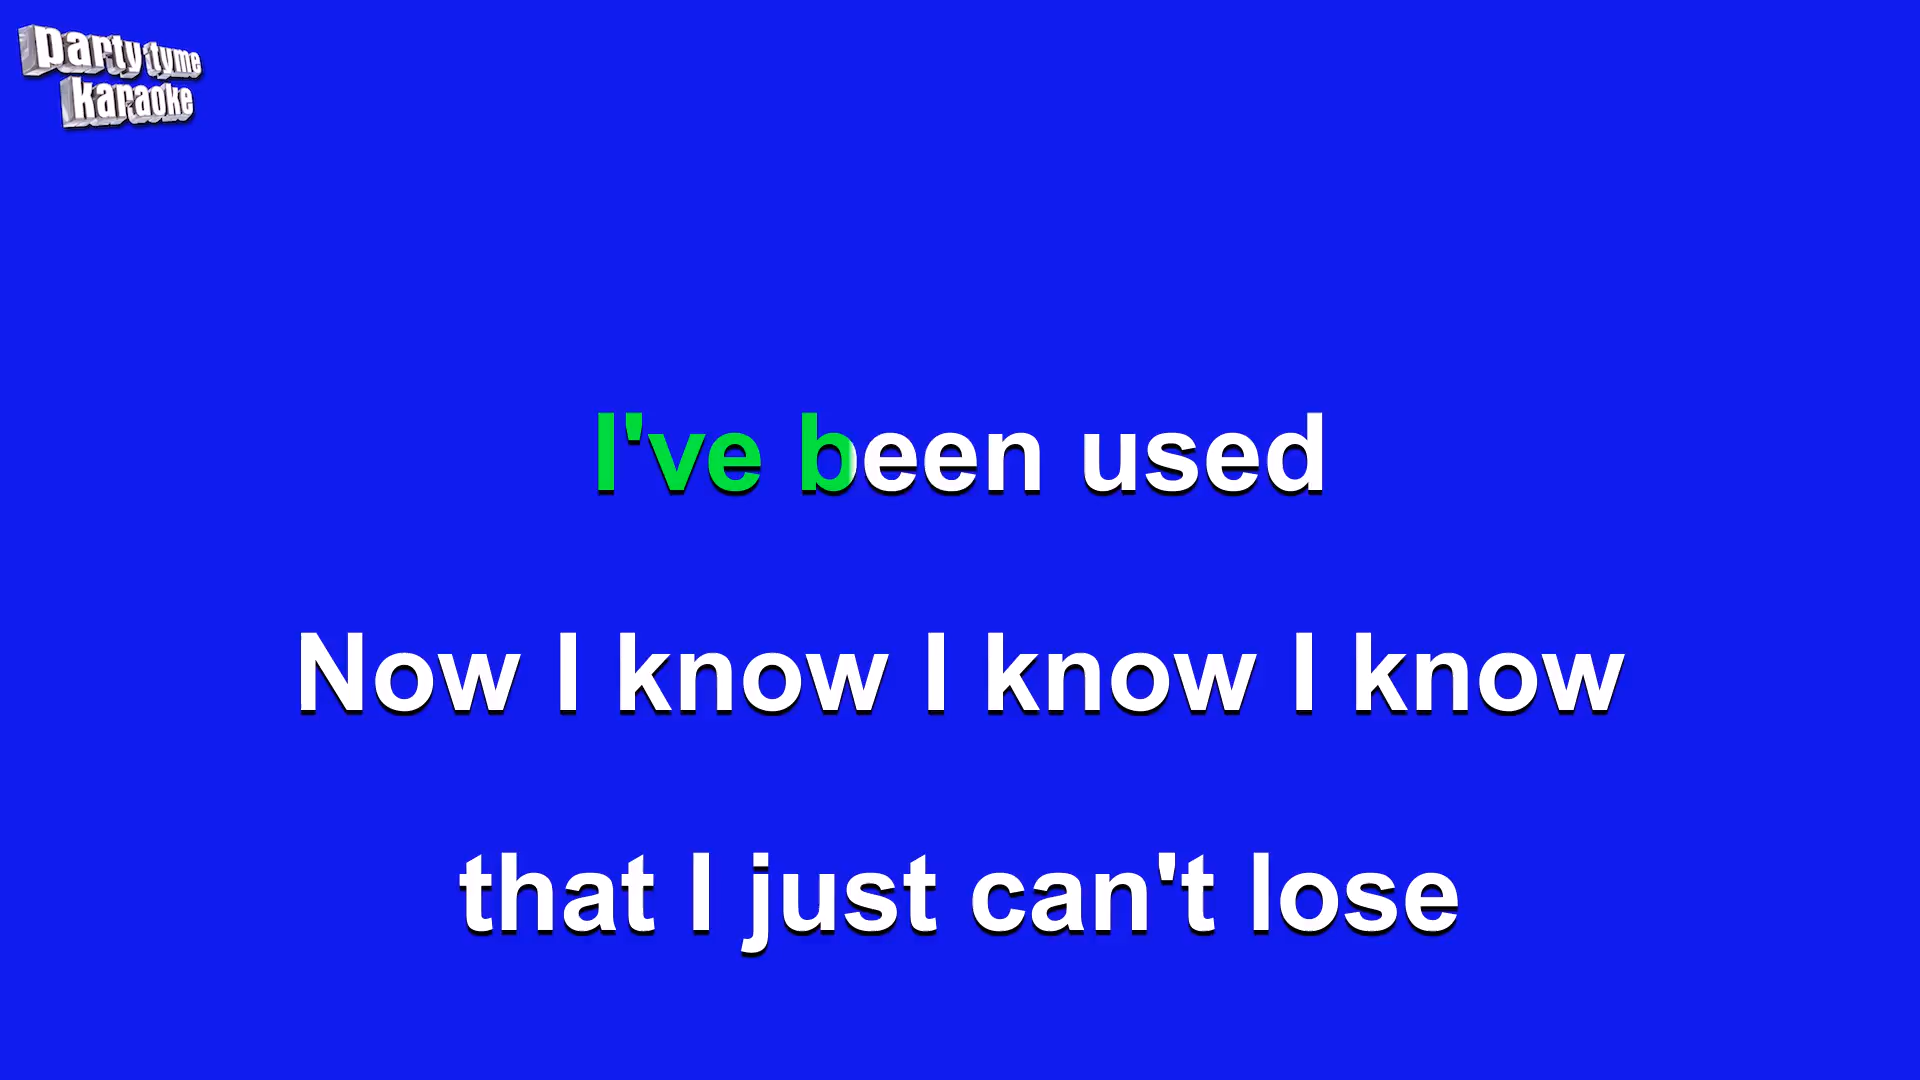 party tyme
karaoke
I've been used
Now I know I know I know
that I just can't lose